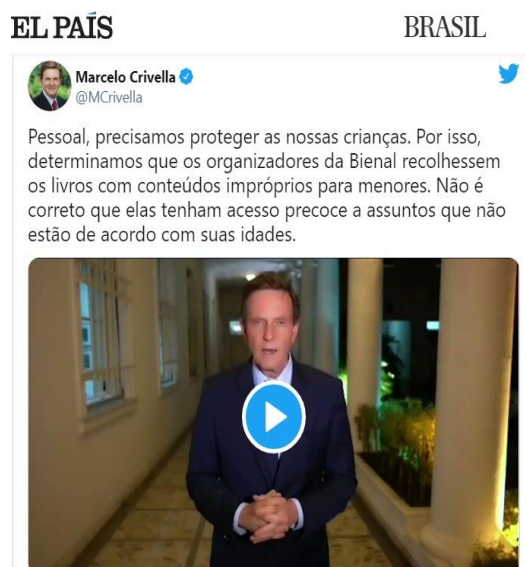 EL PAÍS
BRASIL
Marcelo Crivella
@MCrivella
Pessoal, precisamos proteger as nossas crianças. Por isso,
determinamos que os organizadores da Bienal recolhessem
os livros com conteúdos impróprios para menores. Não é
correto que elas tenham acesso precoce a assuntos que não
estão de acordo com suas idades.